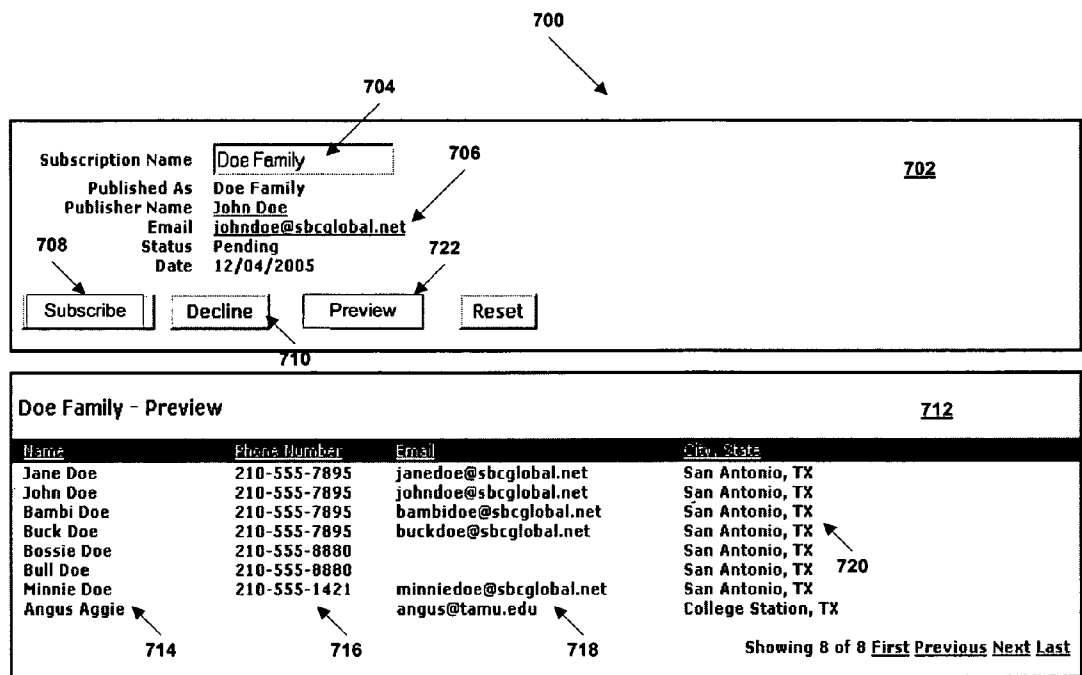 700
704
Subscription Name Doe Family 706 702
Published As Doe Family
Publisher Name John Doe
Email johndoe@sbcglobal.net
708 Status Pending 722
Date 12/04/2005
Subscribe Decline Preview Reset
710
Doe Family - Preview 712
Name Phone Number Email City, State
Jane Doe 210-555-7895 janedoe@sbcglobal.net San Antonio, TX
John Doe 210-555-7895 johndoe@sbcglobal.net San Antonio, TX
Bambi Doe 210-555-7895 bambidoe@sbcglobal.net San Antonio, TX
Buck Doe 210-555-7895 buckdoe@sbcglobal.net San Antonio, TX
Bossie Doe 210-555-8880 San Antonio, TX
Bull Doe 210-555-8880 San Antonio, TX 720
Minnie Doe 210-555-1421 minniedoe@sbcglobal.net San Antonio, TX
Angus Aggie angus@tamu.edu College Station, TX
714 716 718 Showing 8 of 8 First Previous Next Last